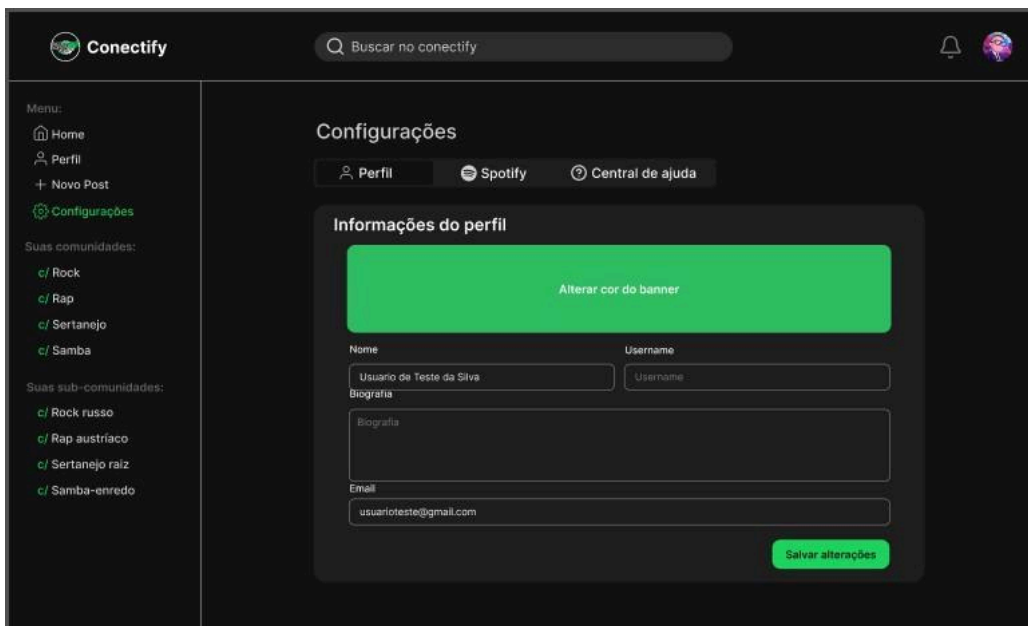 Conectify
Buscar no conectify
Menu:
Home
Perfil
+ Novo Post
Configurações
Suas comunidades:
c/ Rock
c/ Rap
c/ Sertanejo
c/ Samba
Suas sub-comunidades:
c/ Rock russo
c/ Rap austríaco
c/ Sertanejo raiz
c/ Samba-enredo
Configurações
Perfil Spotify Central de ajuda
Informações do perfil
Alterar cor do banner
Nome Username
Usuario de Teste da Silva Username
Biografia
Biografia
Email
usuarioteste@gmail.com
Salvar alterações